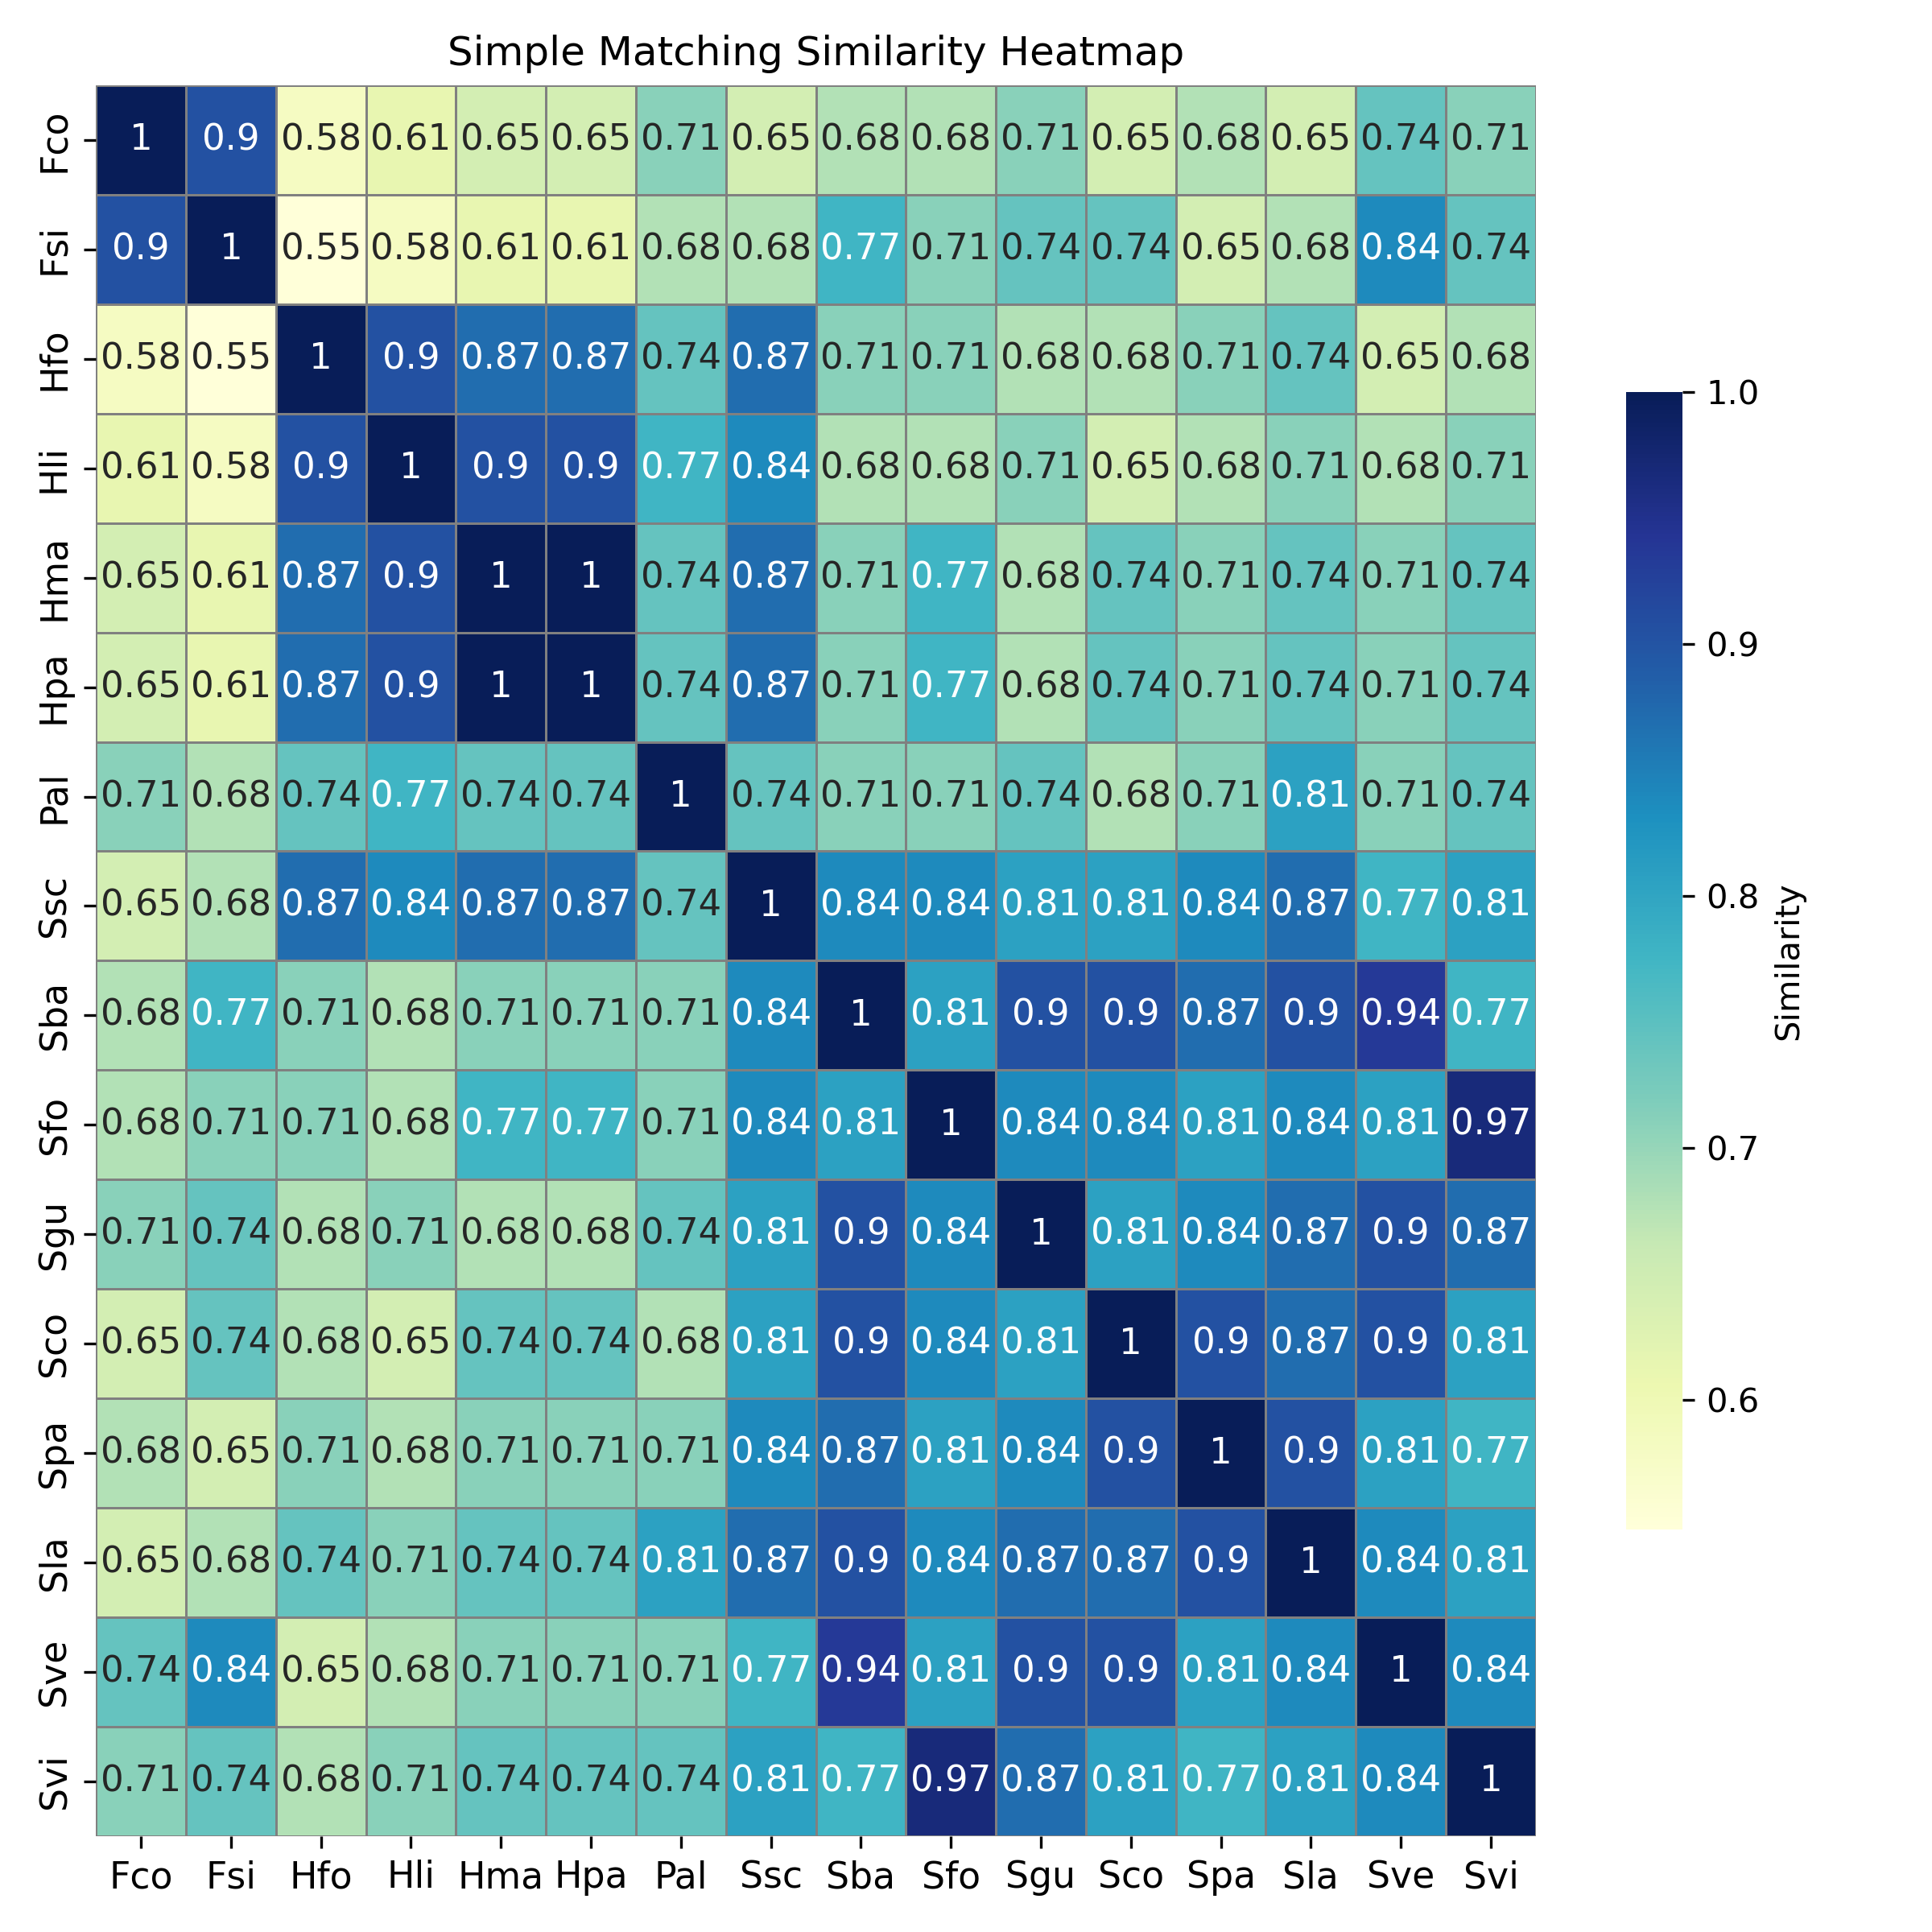 Simple Matching Similarity Heatmap
Fco 1 0.9 0.58 0.61 0.65 0.65 0.71 0.65 0.68 0.68 0.71 0.65 0.68 0.65 0.74 0.71
Fsi 0.9 1 0.55 0.58 0.61 0.61 0.68 0.68 0.77 0.71 0.74 0.74 0.65 0.68 0.84 0.74
Hfo 0.58 0.55 1 0.9 0.87 0.87 0.74 0.87 0.71 0.71 0.68 0.68 0.71 0.74 0.65 0.68
Hli 0.61 0.58 0.9 1 0.9 0.9 0.77 0.84 0.68 0.68 0.71 0.65 0.68 0.71 0.68 0.71
Hma 0.65 0.61 0.87 0.9 1 1 0.74 0.87 0.71 0.77 0.68 0.74 0.71 0.74 0.71 0.74
Hpa 0.65 0.61 0.87 0.9 1 1 0.74 0.87 0.71 0.77 0.68 0.74 0.71 0.74 0.71 0.74
Pal 0.71 0.68 0.74 0.77 0.74 0.74 1 0.74 0.71 0.71 0.74 0.68 0.71 0.81 0.71 0.74
Ssc 0.65 0.68 0.87 0.84 0.87 0.87 0.74 1 0.84 0.84 0.81 0.81 0.84 0.87 0.77 0.81
Sba 0.68 0.77 0.71 0.68 0.71 0.71 0.71 0.84 1 0.81 0.9 0.9 0.87 0.9 0.94 0.77
Sfo 0.68 0.71 0.71 0.68 0.77 0.77 0.71 0.84 0.81 1 0.84 0.84 0.81 0.84 0.81 0.97
Sgu 0.71 0.74 0.68 0.71 0.68 0.68 0.74 0.81 0.9 0.84 1 0.81 0.84 0.87 0.9 0.87
Sco 0.65 0.74 0.68 0.65 0.74 0.74 0.68 0.81 0.9 0.84 0.81 1 0.9 0.87 0.9 0.81
Spa 0.68 0.65 0.71 0.68 0.71 0.71 0.71 0.84 0.87 0.81 0.84 0.9 1 0.9 0.81 0.77
Sla 0.65 0.68 0.74 0.71 0.74 0.74 0.81 0.87 0.9 0.84 0.87 0.87 0.9 1 0.84 0.81
Sve 0.74 0.84 0.65 0.68 0.71 0.71 0.71 0.77 0.94 0.81 0.9 0.9 0.81 0.84 1 0.84
Svi 0.71 0.74 0.68 0.71 0.74 0.74 0.74 0.81 0.77 0.97 0.87 0.81 0.77 0.81 0.84 1
Fco Fsi Hfo Hli Hma Hpa Pal Ssc Sba Sfo Sgu Sco Spa Sla Sve Svi
1.0
0.9
0.8
0.7
0.6
Similarity